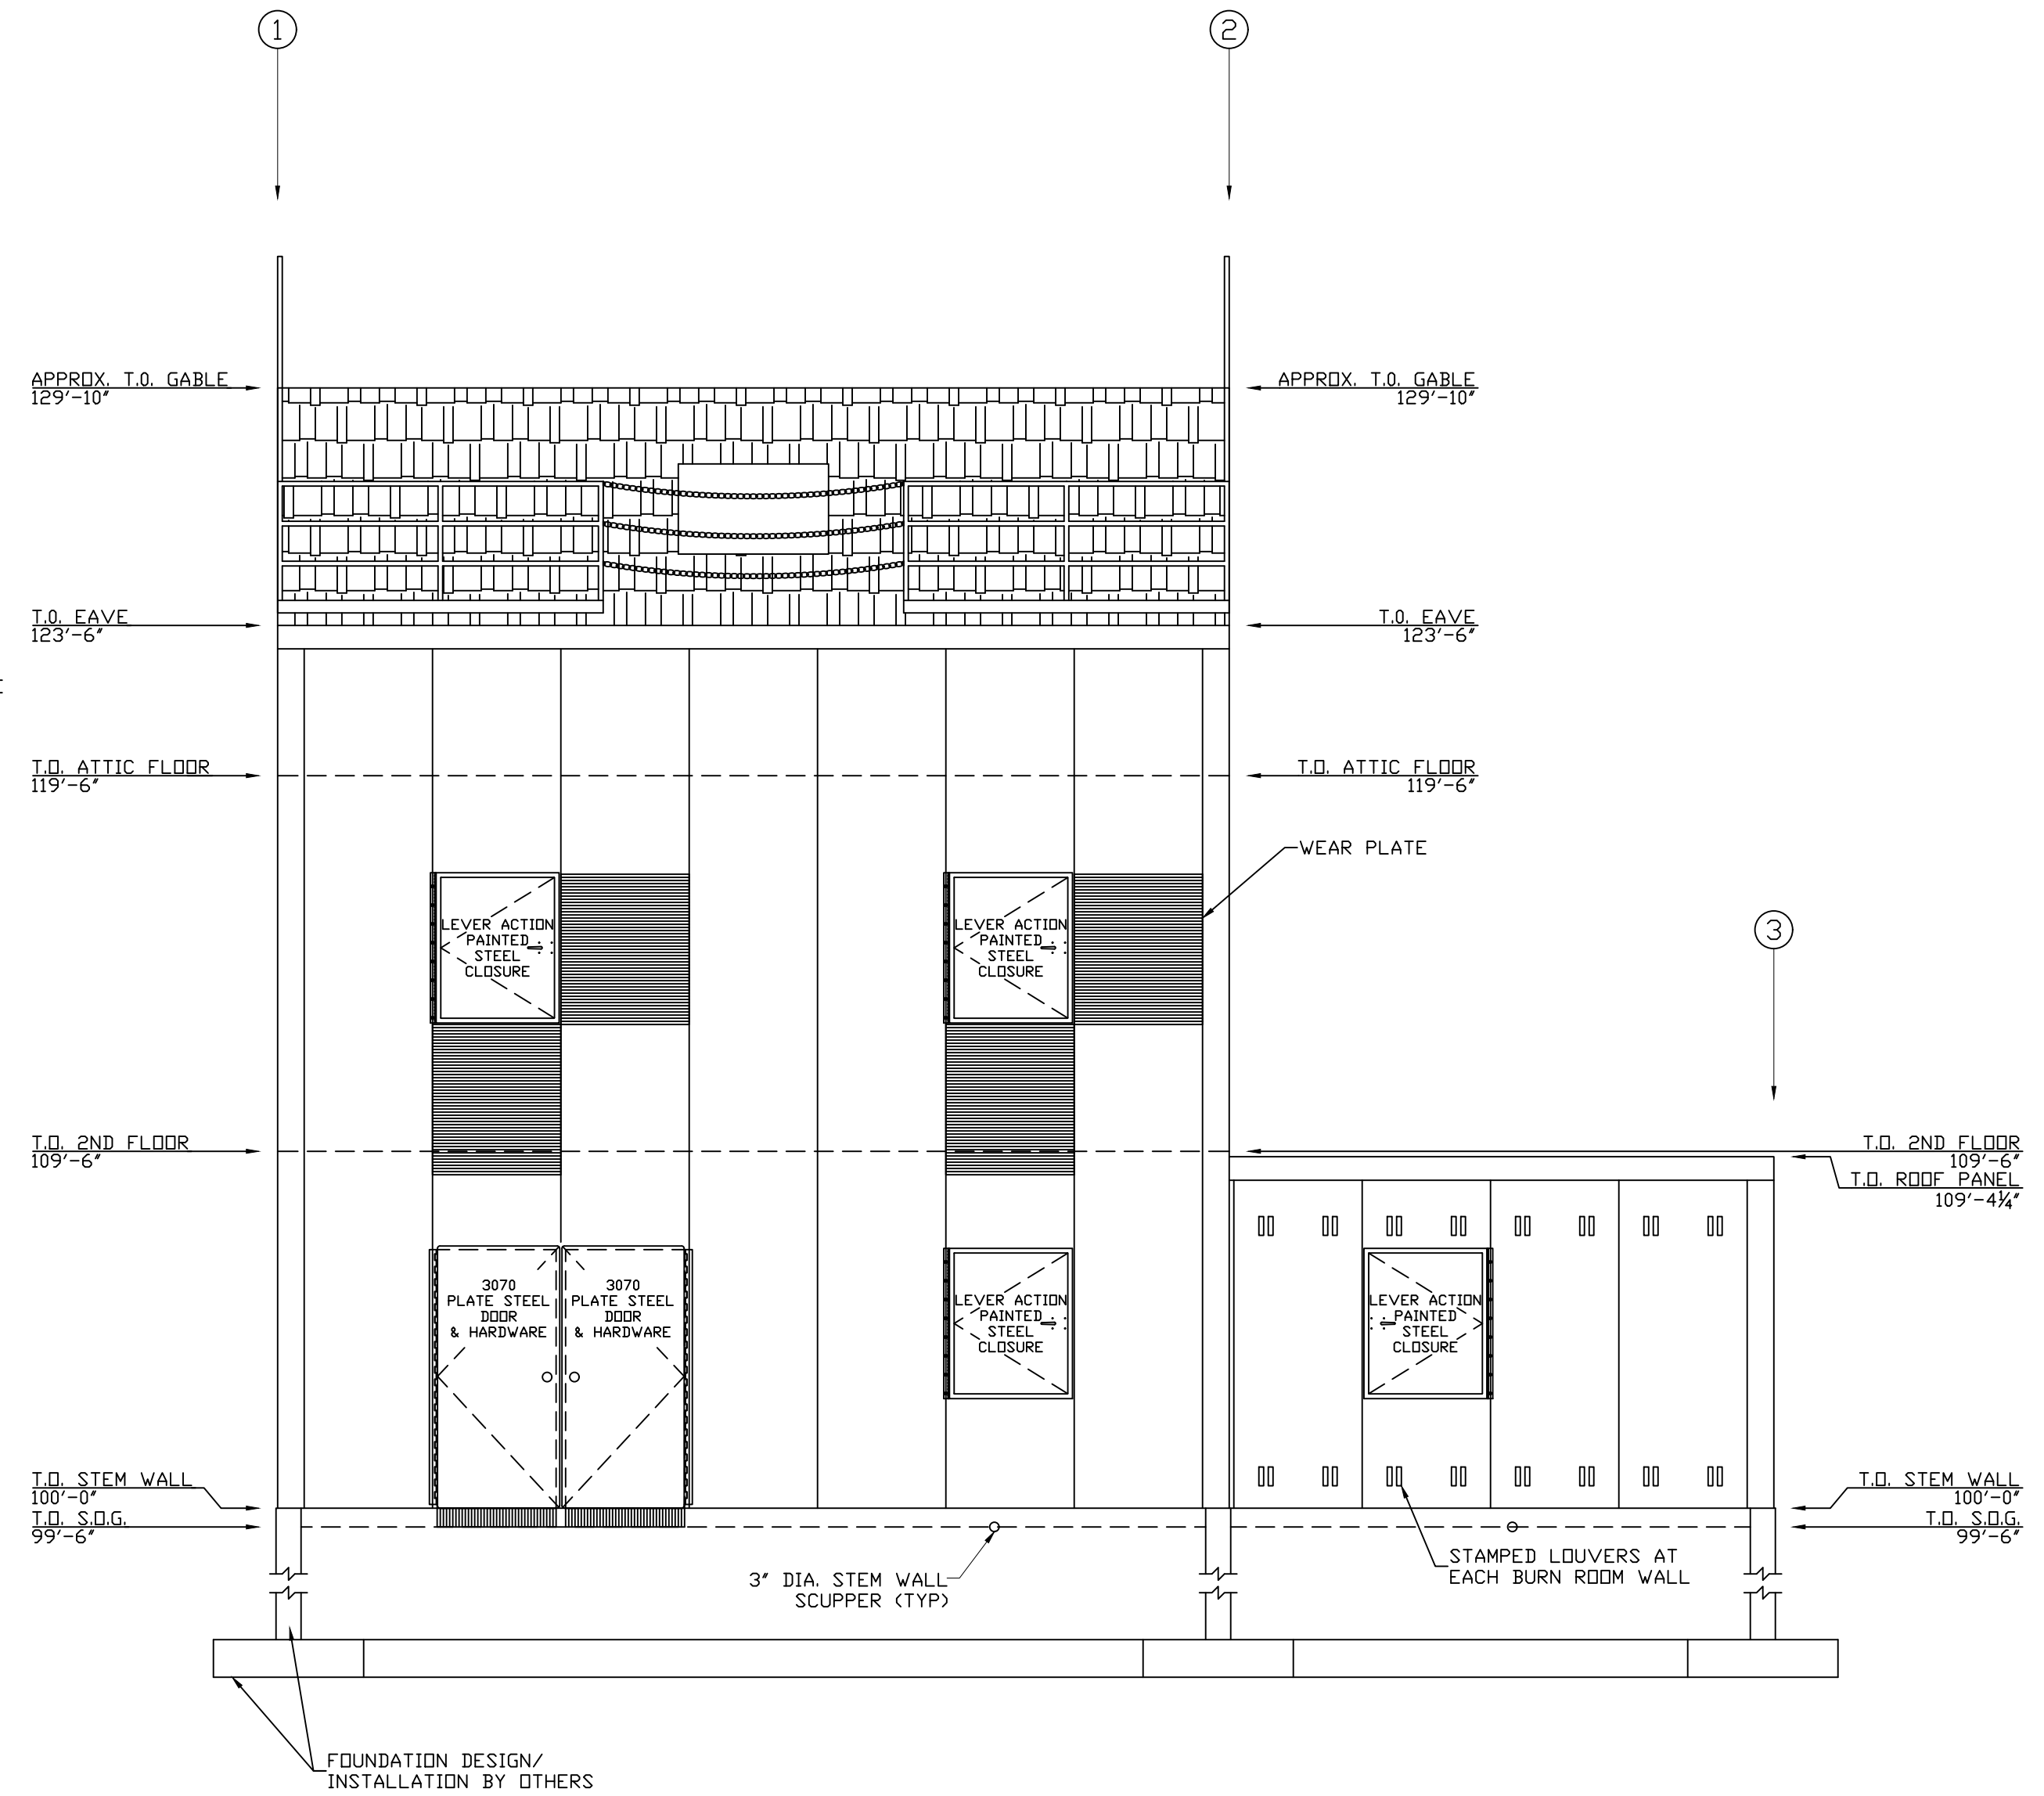 1
2
APPROX. T.O. GABLE
129'-10"
APPROX. T.O. GABLE
129'-10"
T.O. EAVE
123'-6"
T.O. EAVE
123'-6"
T.O. ATTIC FLOOR
119'-6"
T.O. ATTIC FLOOR
119'-6"
WEAR PLATE
3
LEVER ACTION
PAINTED
STEEL
CLOSURE
LEVER ACTION
PAINTED
STEEL
CLOSURE
T.O. 2ND FLOOR
109'-6"
T.O. 2ND FLOOR
109'-6"
T.O. ROOF PANEL
109'-4¼"
3070
PLATE STEEL
DOOR
& HARDWARE
3070
PLATE STEEL
DOOR
& HARDWARE
LEVER ACTION
PAINTED
STEEL
CLOSURE
LEVER ACTION
PAINTED
STEEL
CLOSURE
T.O. STEM WALL
100'-0"
T.O. S.O.G.
99'-6"
T.O. STEM WALL
100'-0"
T.O. S.O.G.
99'-6"
3" DIA. STEM WALL
SCUPPER (TYP)
STAMPED LOUVERS AT
EACH BURN ROOM WALL
FOUNDATION DESIGN/
INSTALLATION BY OTHERS